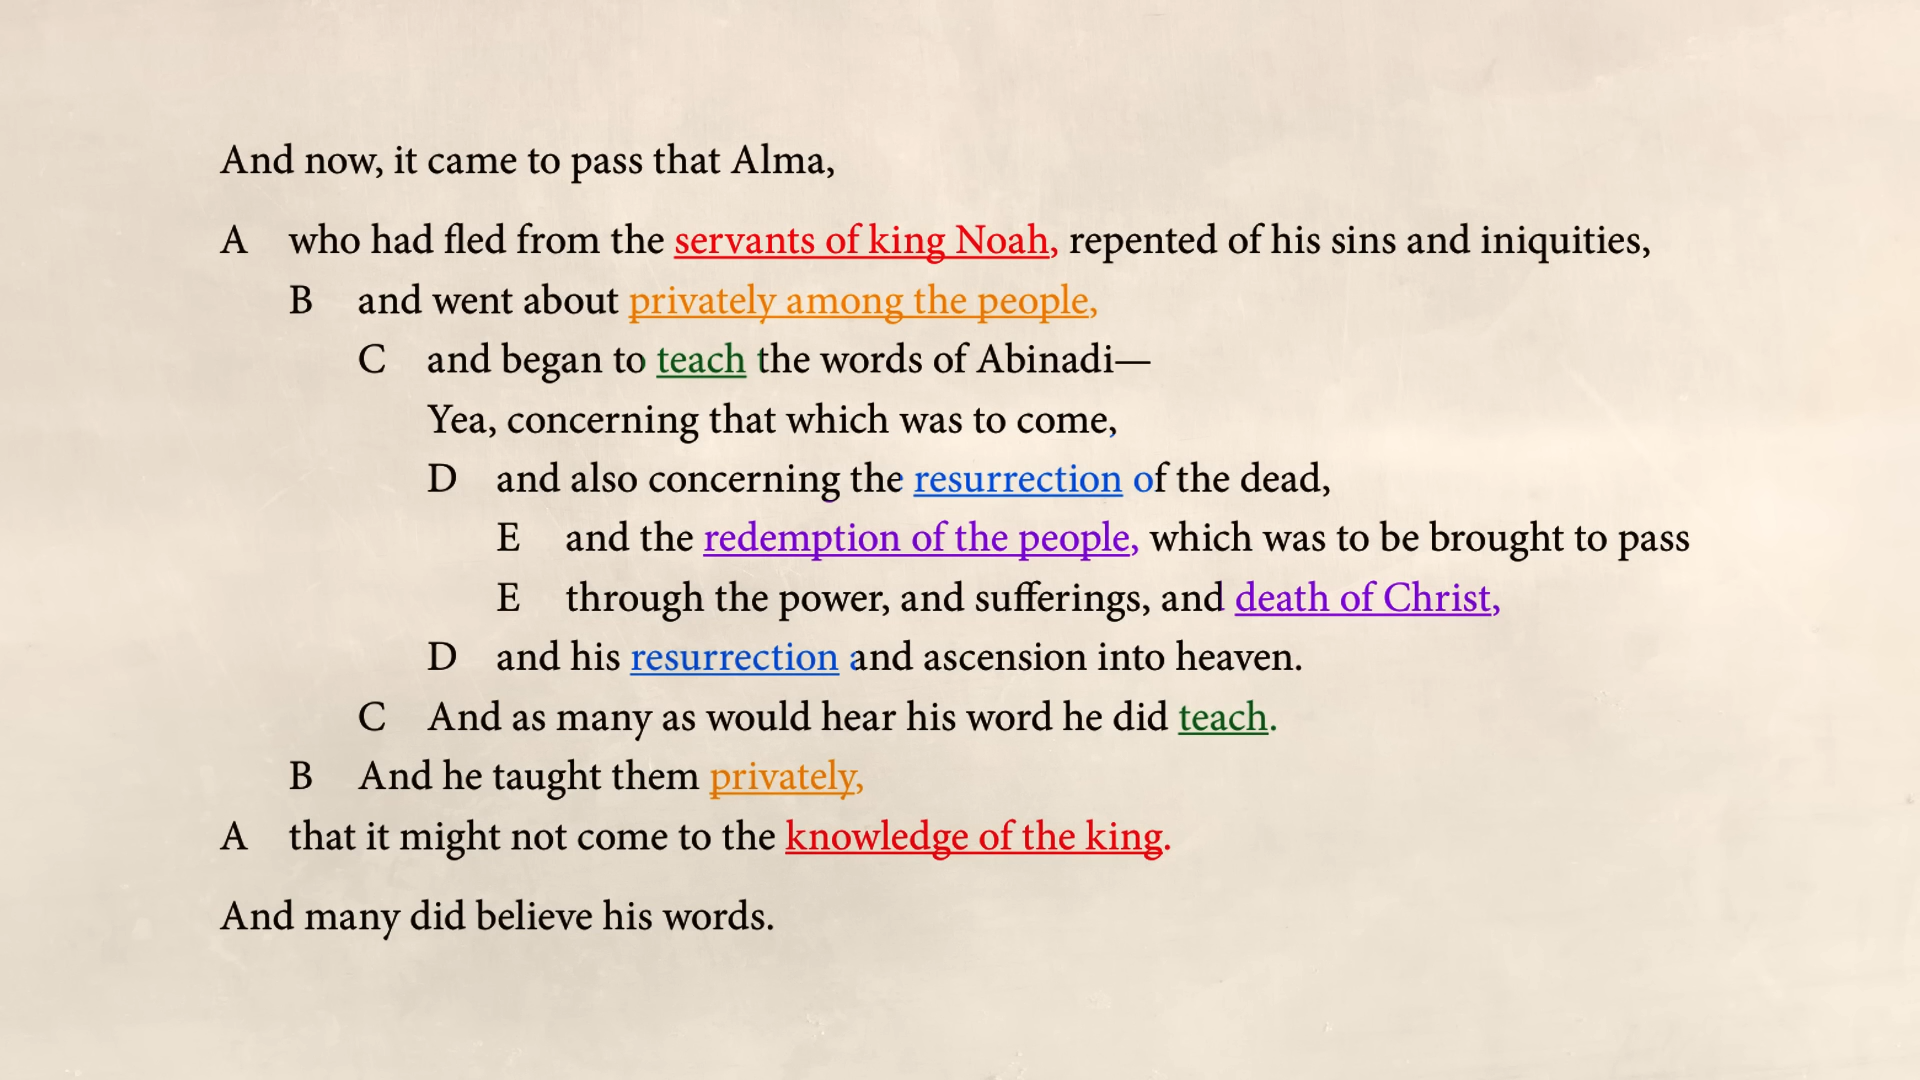 And now, it came to pass that Alma,
A who had fled from the servants of king Noah, repented of his sins and iniquities,
B and went about privately among the people,
C and began to teach the words of Abinadi—
Yea, concerning that which was to come,
D and also concerning the resurrection of the dead,
E and the redemption of the people, which was to be brought to pass
E through the power, and sufferings, and death of Christ,
D and his resurrection and ascension into heaven.
C And as many as would hear his word he did teach.
B And he taught them privately,
A that it might not come to the knowledge of the king.
And many did believe his words.